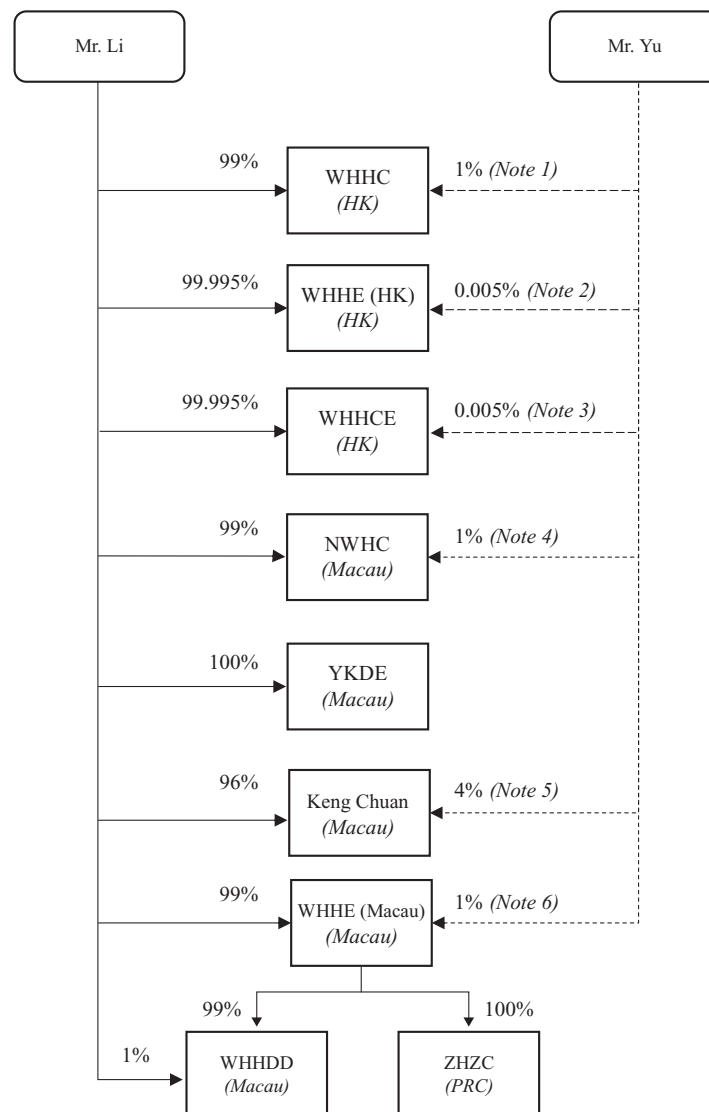 Mr. Li
Mr. Yu
99%
WHHC
(HK)
1% (Note 1)
99.995%
WHHE (HK)
(HK)
0.005% (Note 2)
99.995%
WHHCE
(HK)
0.005% (Note 3)
99%
NWHC
(Macau)
1% (Note 4)
100%
YKDE
(Macau)
96%
Keng Chuan
(Macau)
4% (Note 5)
99%
WHHE (Macau)
(Macau)
1% (Note 6)
99%
100%
1%
WHHDD
(Macau)
ZHZC
(PRC)